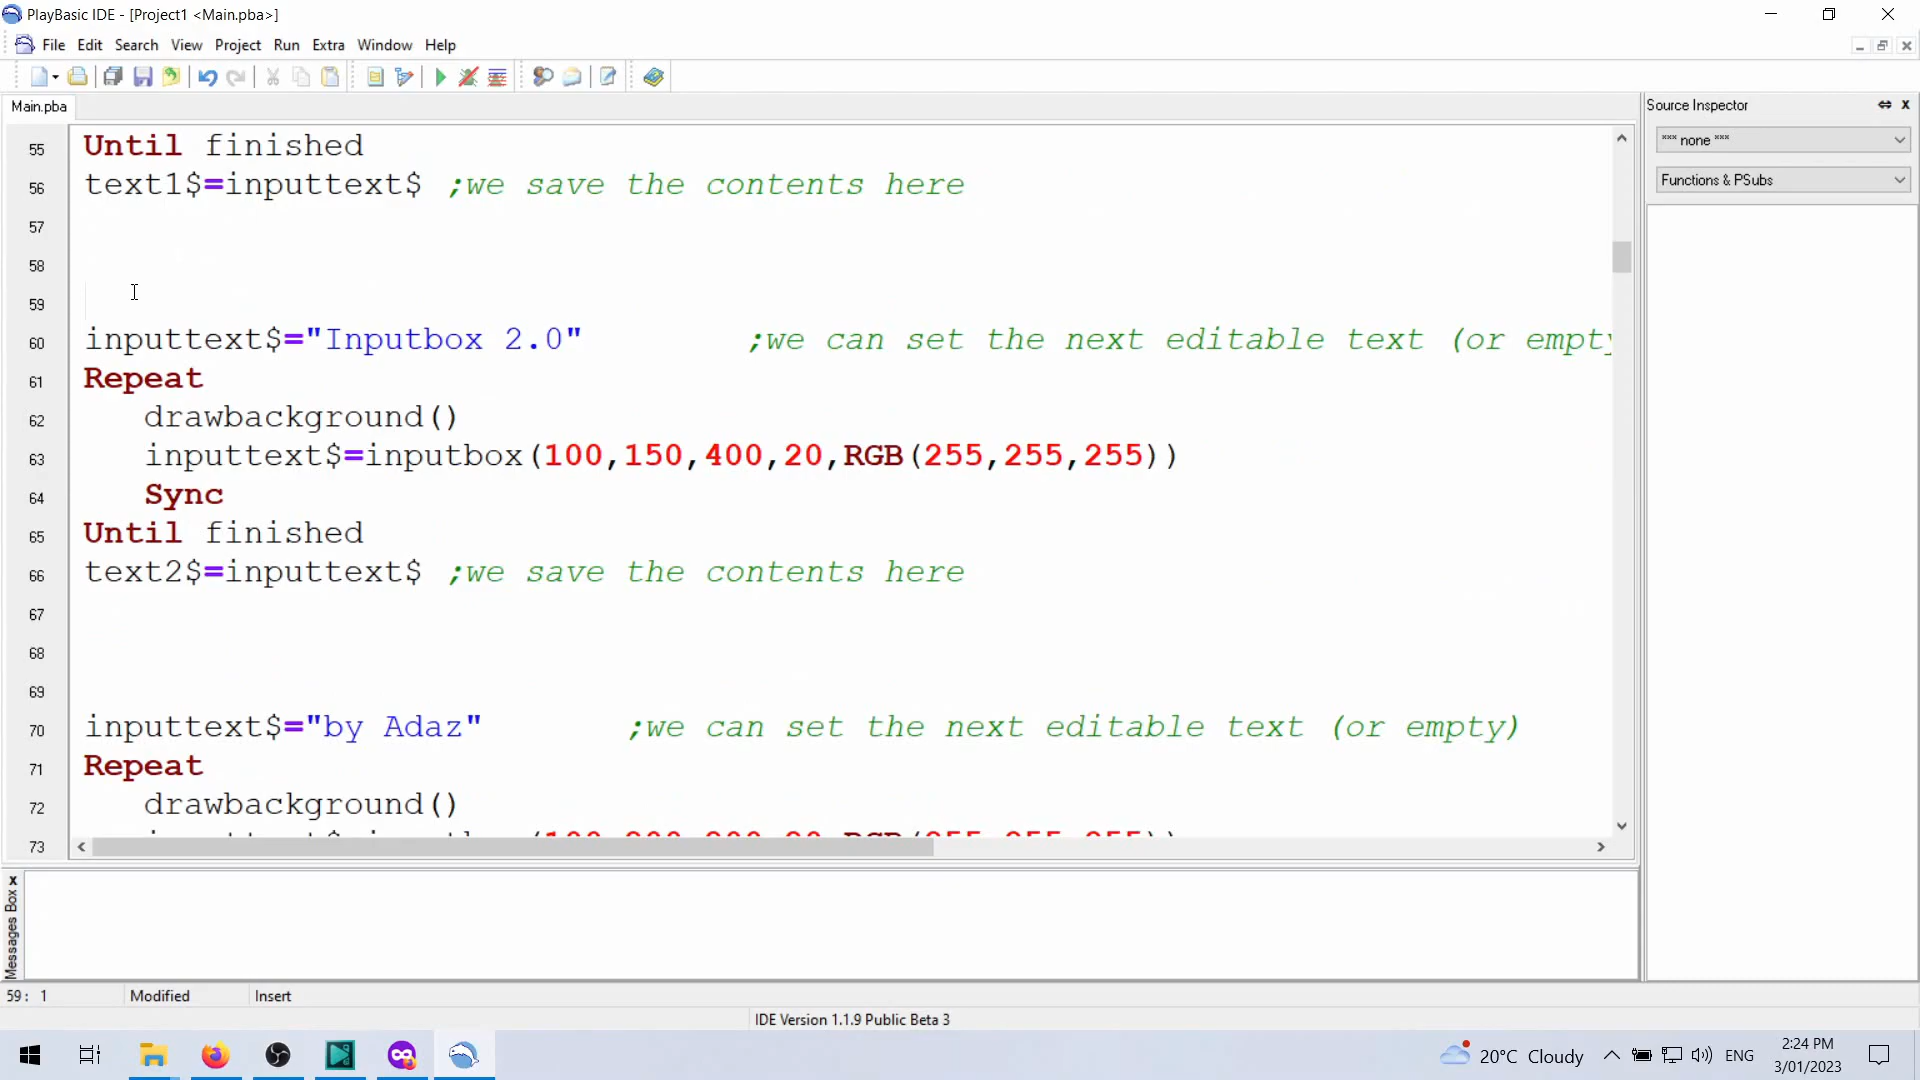 PlayBasic IDE - [Project1 <Main.pba>]
File Edit Search View Project Run Extra Window Help
Main.pba
Source Inspector
*** none ***
Functions & PSubs
55 Until finished
56 text1$=inputtext$ ;we save the contents here
57
58
59
60 inputtext$="Inputbox 2.0" ;we can set the next editable text (or empty
61 Repeat
62 drawbackground()
63 inputtext$=inputbox(100,150,400,20,RGB(255,255,255))
64 Sync
65 Until finished
66 text2$=inputtext$ ;we save the contents here
67
68
69
70 inputtext$="by Adaz" ;we can set the next editable text (or empty)
71 Repeat
72 drawbackground()
73
Messages Box
59: 1 Modified Insert
IDE Version 1.1.9 Public Beta 3
20°C Cloudy
ENG
2:24 PM
3/01/2023